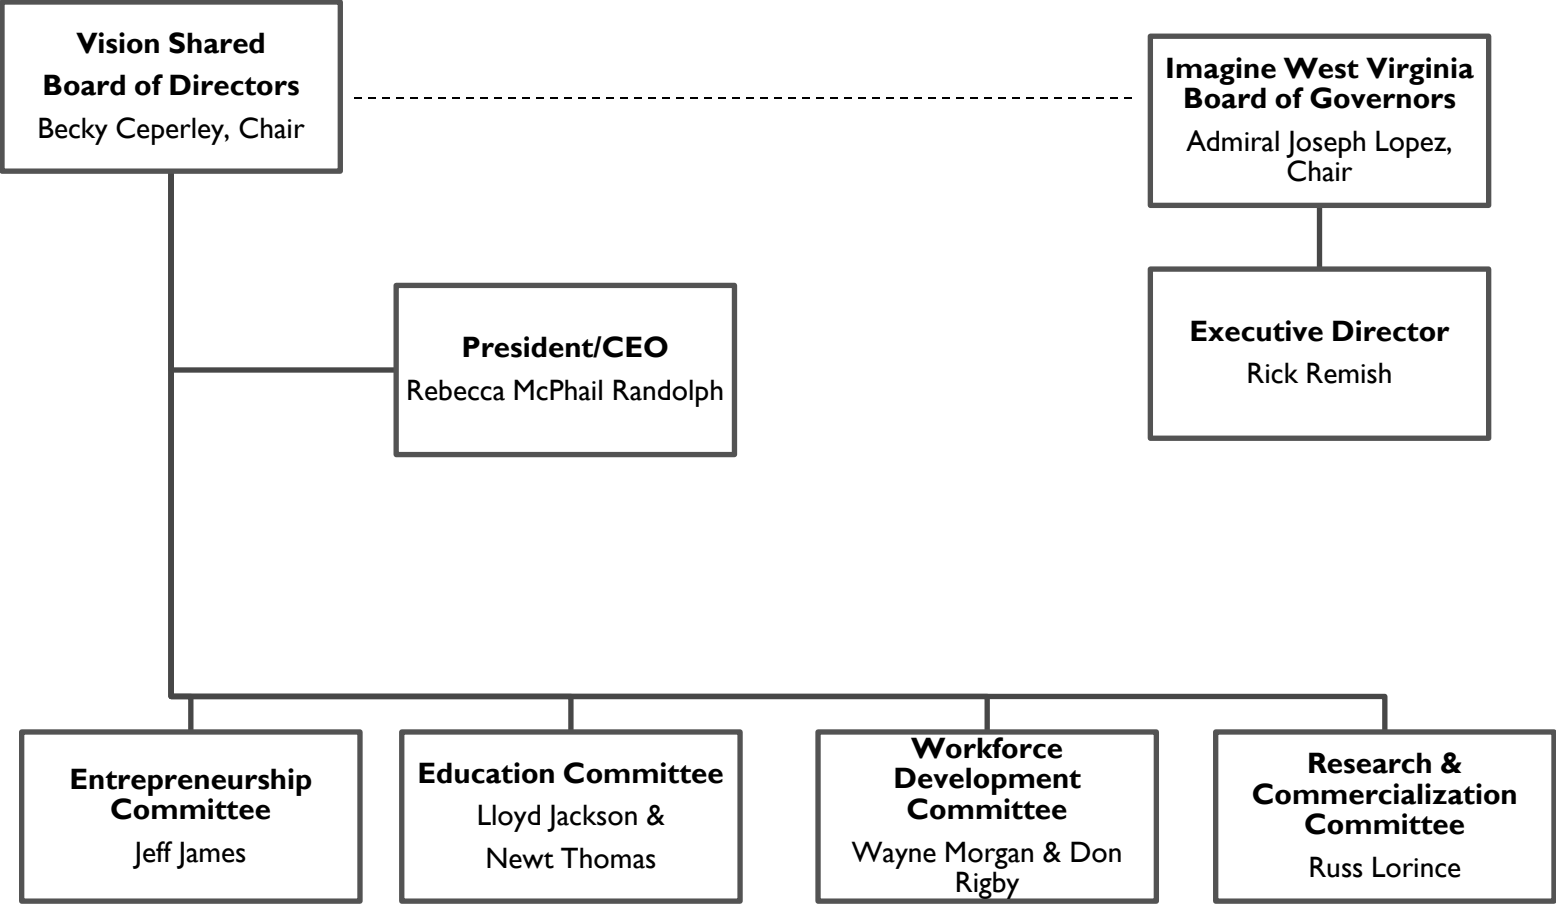 Vision Shared
Board of Directors
Becky Ceperley, Chair
Imagine West Virginia
Board of Governors
Admiral Joseph Lopez,
Chair
President/CEO
Rebecca McPhail Randolph
Executive Director
Rick Remish
Entrepreneurship
Committee
Jeff James
Education Committee
Lloyd Jackson &
Newt Thomas
Workforce
Development
Committee
Wayne Morgan & Don
Rigby
Research &
Commercialization
Committee
Russ Lorince